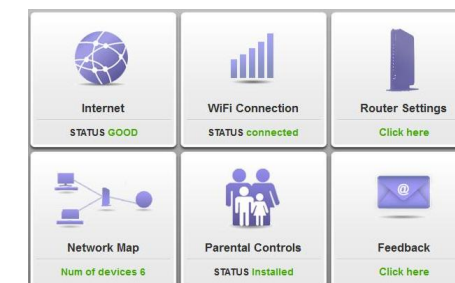 Internet
STATUS GOOD
WiFi Connection
STATUS connected
Router Settings
Click here
Network Map
Num of devices 6
Parental Controls
STATUS Installed
@
Feedback
Click here